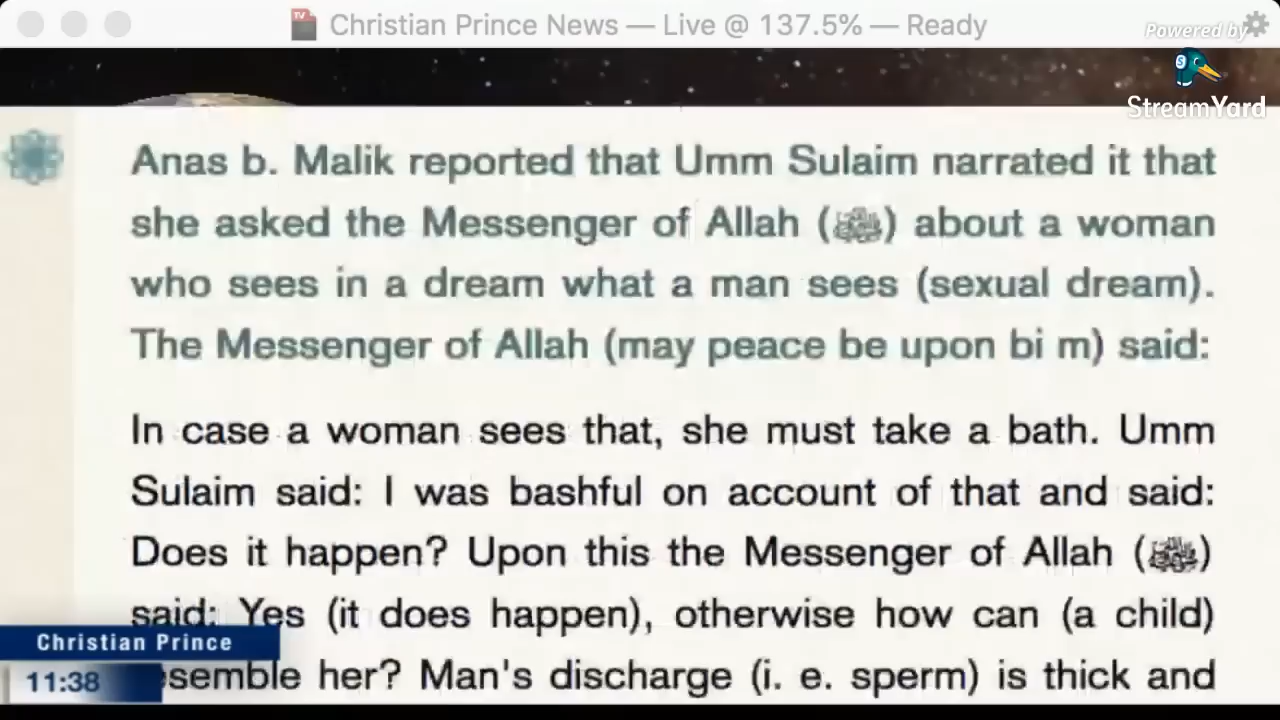 Christian Prince News — Live @ 137.5% — Ready
Powered by
StreamYard
Anas b. Malik reported that Umm Sulaim narrated it that
she asked the Messenger of Allah (ﷺ) about a woman
who sees in a dream what a man sees (sexual dream).
The Messenger of Allah (may peace be upon bi m) said:
In case a woman sees that, she must take a bath. Umm
Sulaim said: I was bashful on account of that and said:
Does it happen? Upon this the Messenger of Allah (ﷺ)
said: Yes (it does happen), otherwise how can (a child)
esemble her? Man's discharge (i. e. sperm) is thick and
Christian Prince
11:38